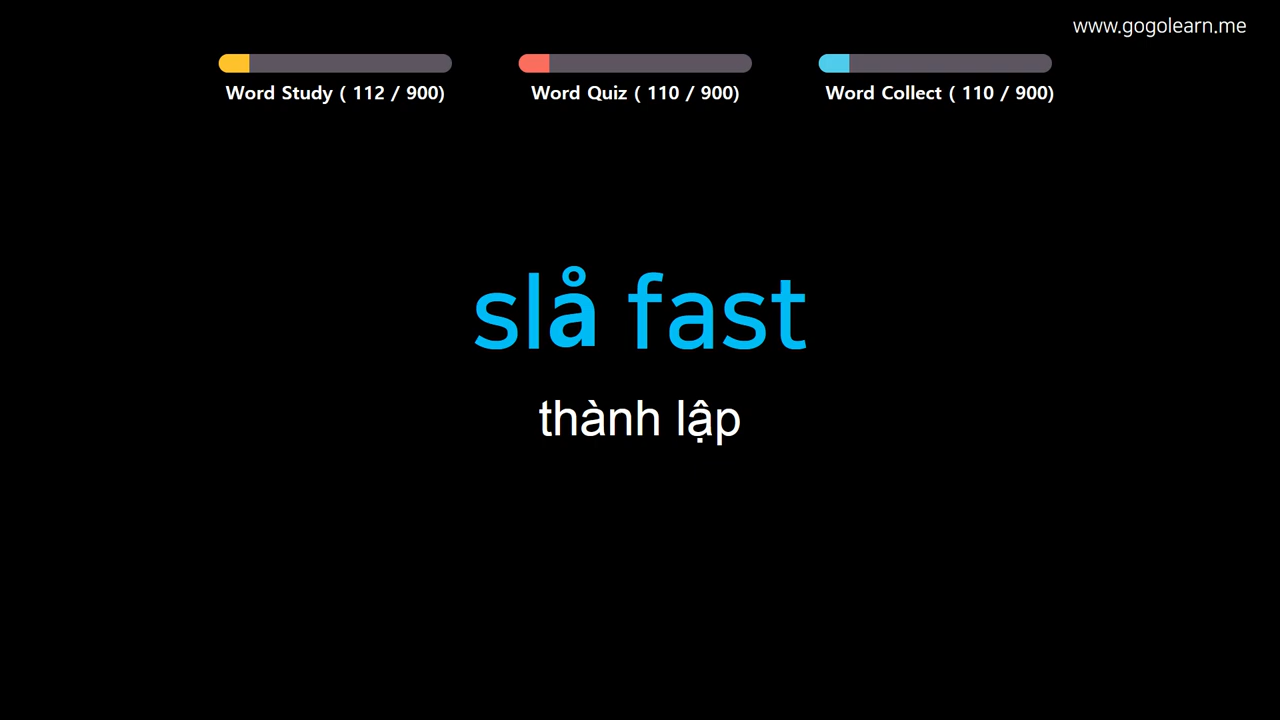 www.gogolearn.me
Word Study ( 112 / 900)
Word Quiz ( 110 / 900)
Word Collect ( 110 / 900)
slå fast
thành lập